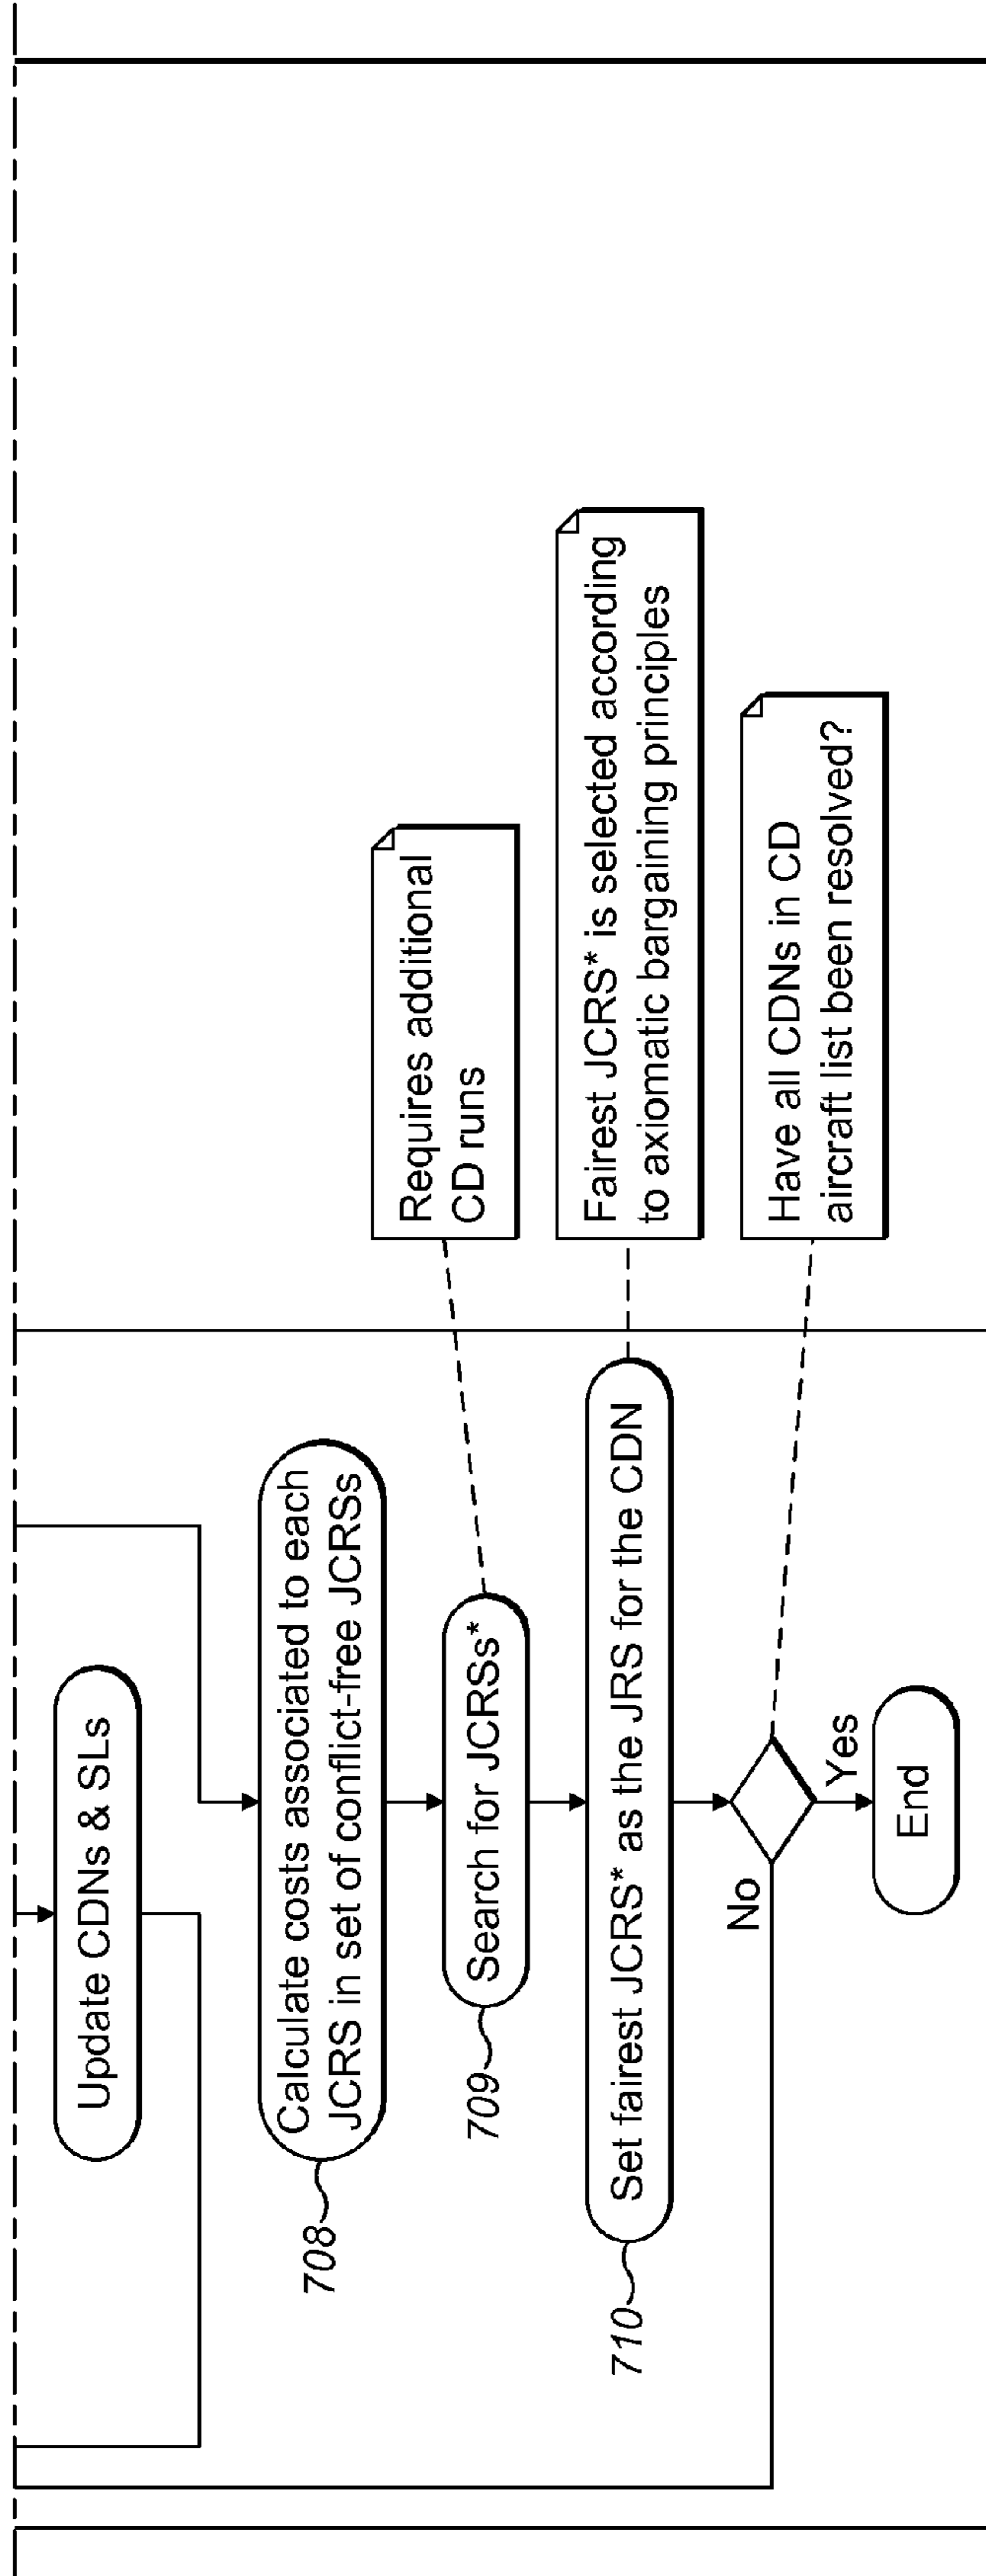 Update CDNs & SLs
708
Calculate costs associated to each
JCRS in set of conflict-free JCRSs
709
Search for JCRSs*
Requires additional
CD runs
710
Set fairest JCRS* as the JRS for the CDN
Fairest JCRS* is selected according
to axiomatic bargaining principles
No
Yes
Have all CDNs in CD
aircraft list been resolved?
End